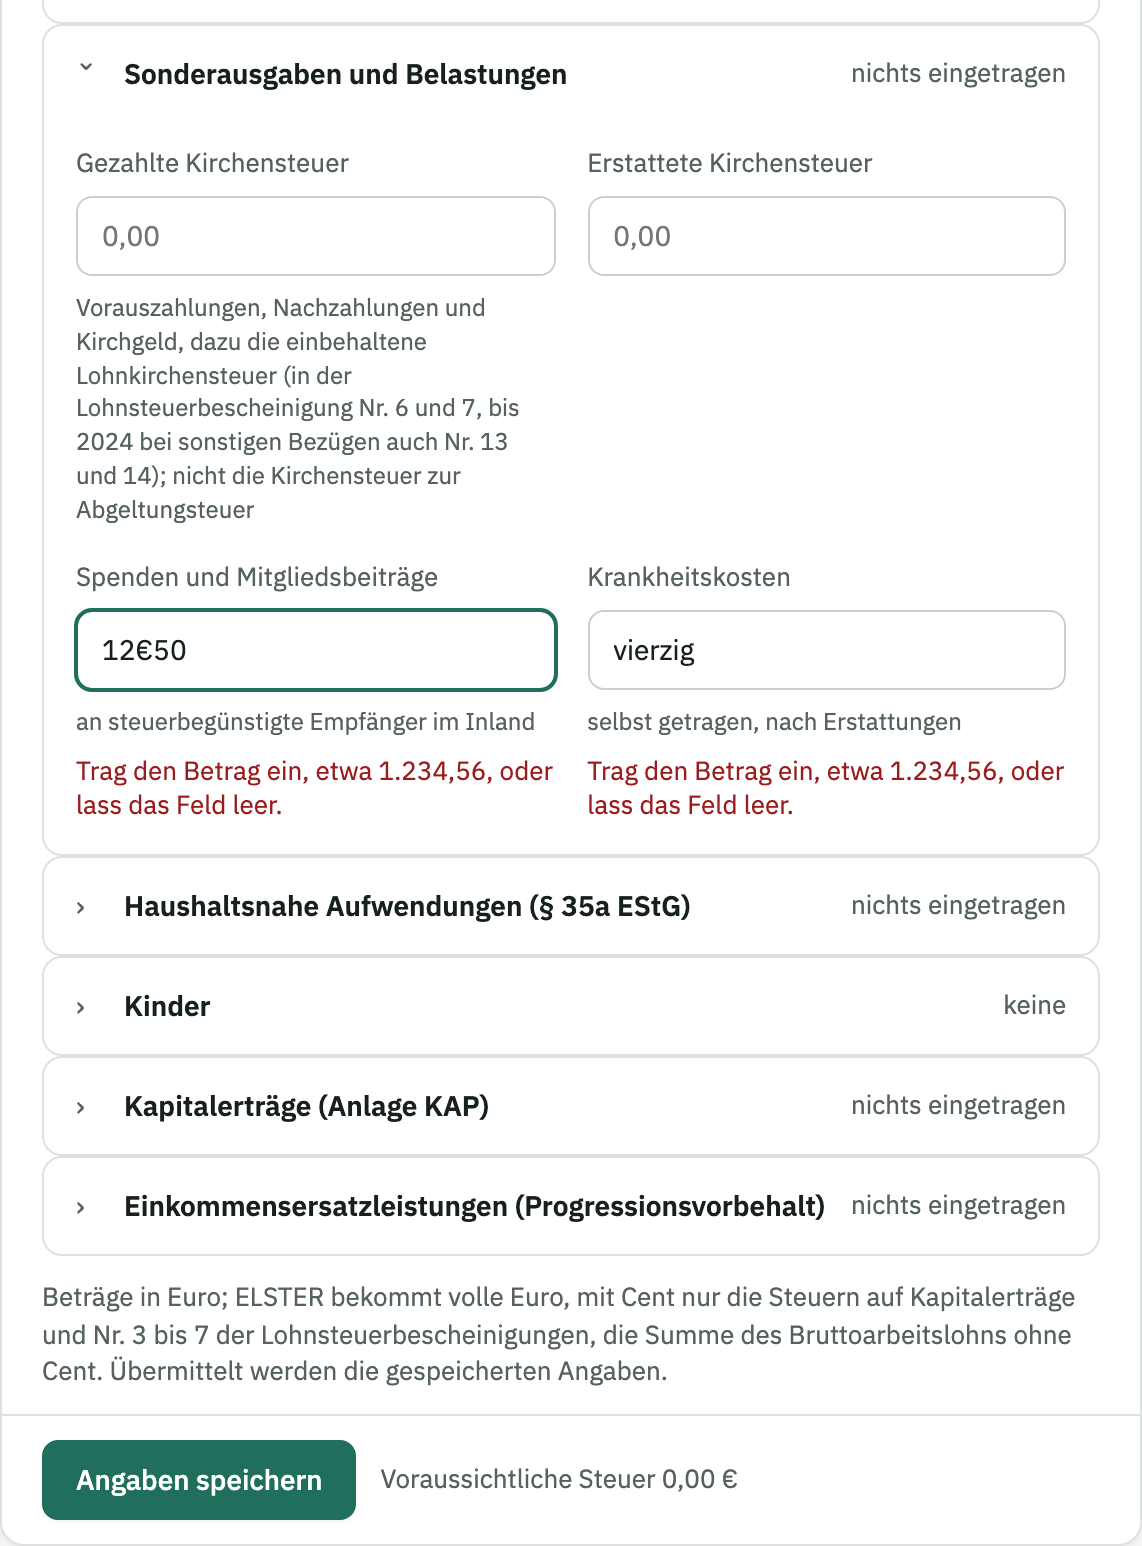 Sonderausgaben und Belastungen nichts eingetragen
Gezahlte Kirchensteuer Erstattete Kirchensteuer
0,00 0,00
Vorauszahlungen, Nachzahlungen und
Kirchgeld, dazu die einbehaltene
Lohnkirchensteuer (in der
Lohnsteuerbescheinigung Nr. 6 und 7, bis
2024 bei sonstigen Bezügen auch Nr. 13
und 14); nicht die Kirchensteuer zur
Abgeltungsteuer
Spenden und Mitgliedsbeiträge Krankheitskosten
12€50 vierzig
an steuerbegünstigte Empfänger im Inland selbst getragen, nach Erstattungen
Trag den Betrag ein, etwa 1.234,56, oder Trag den Betrag ein, etwa 1.234,56, oder
lass das Feld leer. lass das Feld leer.
Haushaltsnahe Aufwendungen (§ 35a EStG) nichts eingetragen
Kinder keine
Kapitalerträge (Anlage KAP) nichts eingetragen
Einkommensersatzleistungen (Progressionsvorbehalt) nichts eingetragen
Beträge in Euro; ELSTER bekommt volle Euro, mit Cent nur die Steuern auf Kapitalerträge
und Nr. 3 bis 7 der Lohnsteuerbescheinigungen, die Summe des Bruttoarbeitslohns ohne
Cent. Übermittelt werden die gespeicherten Angaben.
Angaben speichern Voraussichtliche Steuer 0,00 €